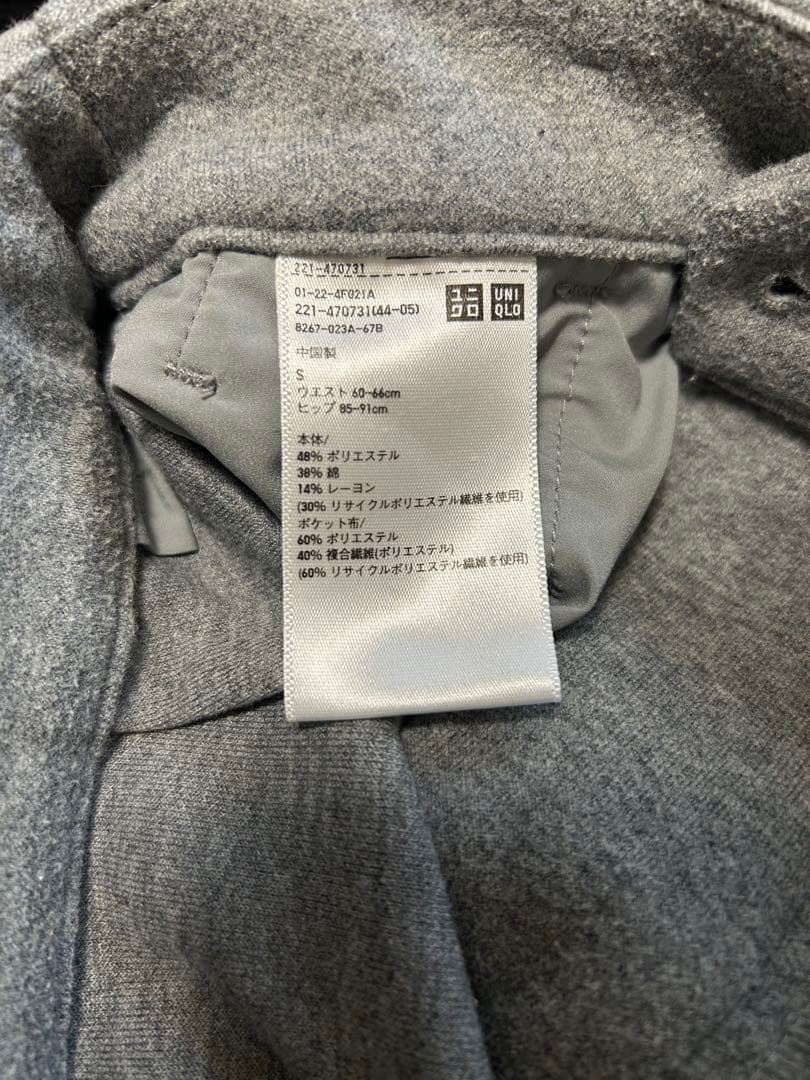 221-470731
01-22-4F021A
221-470731(44-05)
8267-023A-67B
ユニクロ
UNIQLO
中国製
S
ウエスト 60-66cm
ヒップ 85-91cm
本体/
48% ポリエステル
38% 綿
14% レーヨン
(30% リサイクルポリエステル繊維を使用)
ポケット布/
60% ポリエステル
40% 複合繊維(ポリエステル)
(60% リサイクルポリエステル繊維を使用)